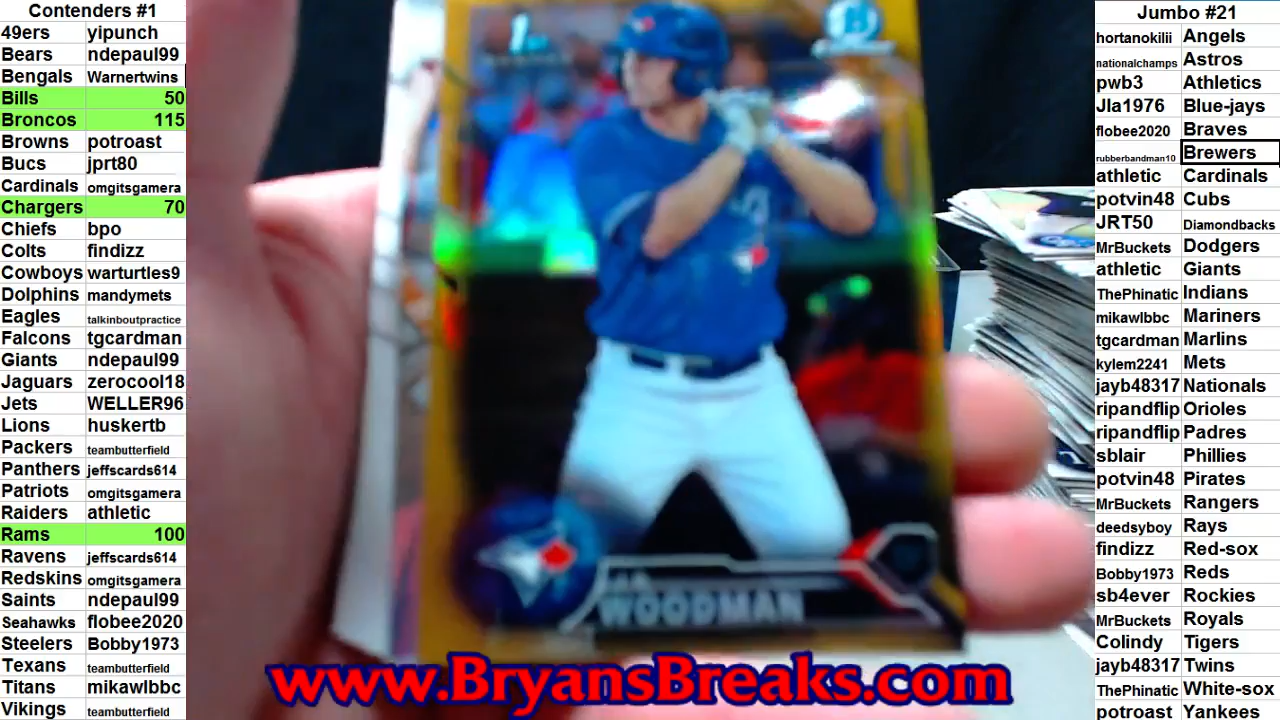 Contenders #1
49ers yipunch
Bears ndepaul99
Bengals Warnertwins
Bills 50
Broncos 115
Browns potroast
Bucs jprt80
Cardinals omgitsgamera
Chargers 70
Chiefs bpo
Colts findizz
Cowboys warturtles9
Dolphins mandymets
Eagles talkinboutpractice
Falcons tgcardman
Giants ndepaul99
Jaguars zerocool18
Jets WELLER96
Lions huskertb
Packers teambutterfield
Panthers jeffscards614
Patriots omgitsgamera
Raiders athletic
Rams 100
Ravens jeffscards614
Redskins omgitsgamera
Saints ndepaul99
Seahawks flobee2020
Steelers Bobby1973
Texans teambutterfield
Titans mikawlbbc
Vikings teambutterfield
WOODMAN
www.BryansBreaks.com
Jumbo #21
hortanokilii Angels
nationalchamps Astros
pwb3 Athletics
Jla1976 Blue-jays
flobee2020 Braves
rubberbandman10 Brewers
athletic Cardinals
potvin48 Cubs
JRT50 Diamondbacks
MrBuckets Dodgers
athletic Giants
ThePhinatic Indians
mikawlbbc Mariners
tgcardman Marlins
kylem2241 Mets
jayb48317 Nationals
ripandflip Orioles
ripandflip Padres
sblair Phillies
potvin48 Pirates
MrBuckets Rangers
deedsyboy Rays
findizz Red-sox
Bobby1973 Reds
sb4ever Rockies
MrBuckets Royals
Colindy Tigers
jayb48317 Twins
ThePhinatic White-sox
potroast Yankees